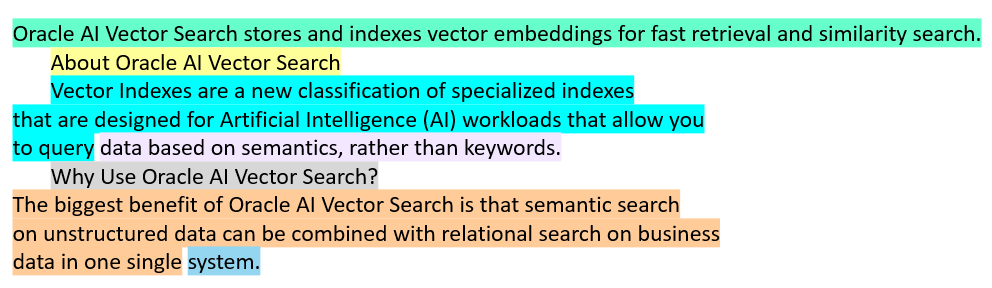 Oracle AI Vector Search stores and indexes vector embeddings for fast retrieval and similarity search.
About Oracle AI Vector Search
Vector Indexes are a new classification of specialized indexes
that are designed for Artificial Intelligence (AI) workloads that allow you
to query data based on semantics, rather than keywords.
Why Use Oracle AI Vector Search?
The biggest benefit of Oracle AI Vector Search is that semantic search
on unstructured data can be combined with relational search on business
data in one single system.